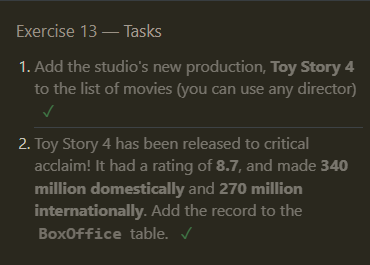 Exercise 13 — Tasks
1. Add the studio's new production, Toy Story 4
to the list of movies (you can use any director)
✓
2. Toy Story 4 has been released to critical
acclaim! It had a rating of 8.7, and made 340
million domestically and 270 million
internationally. Add the record to the
BoxOffice table. ✓